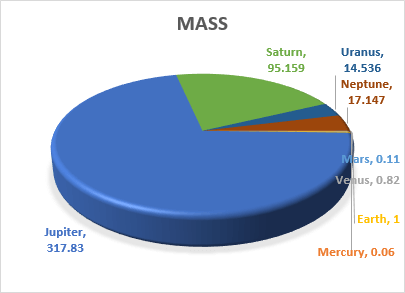 MASS
Saturn,
95.159
Uranus,
14.536
Neptune,
17.147
Mars, 0.11
Venus, 0.82
Earth, 1
Mercury, 0.06
Jupiter,
317.83